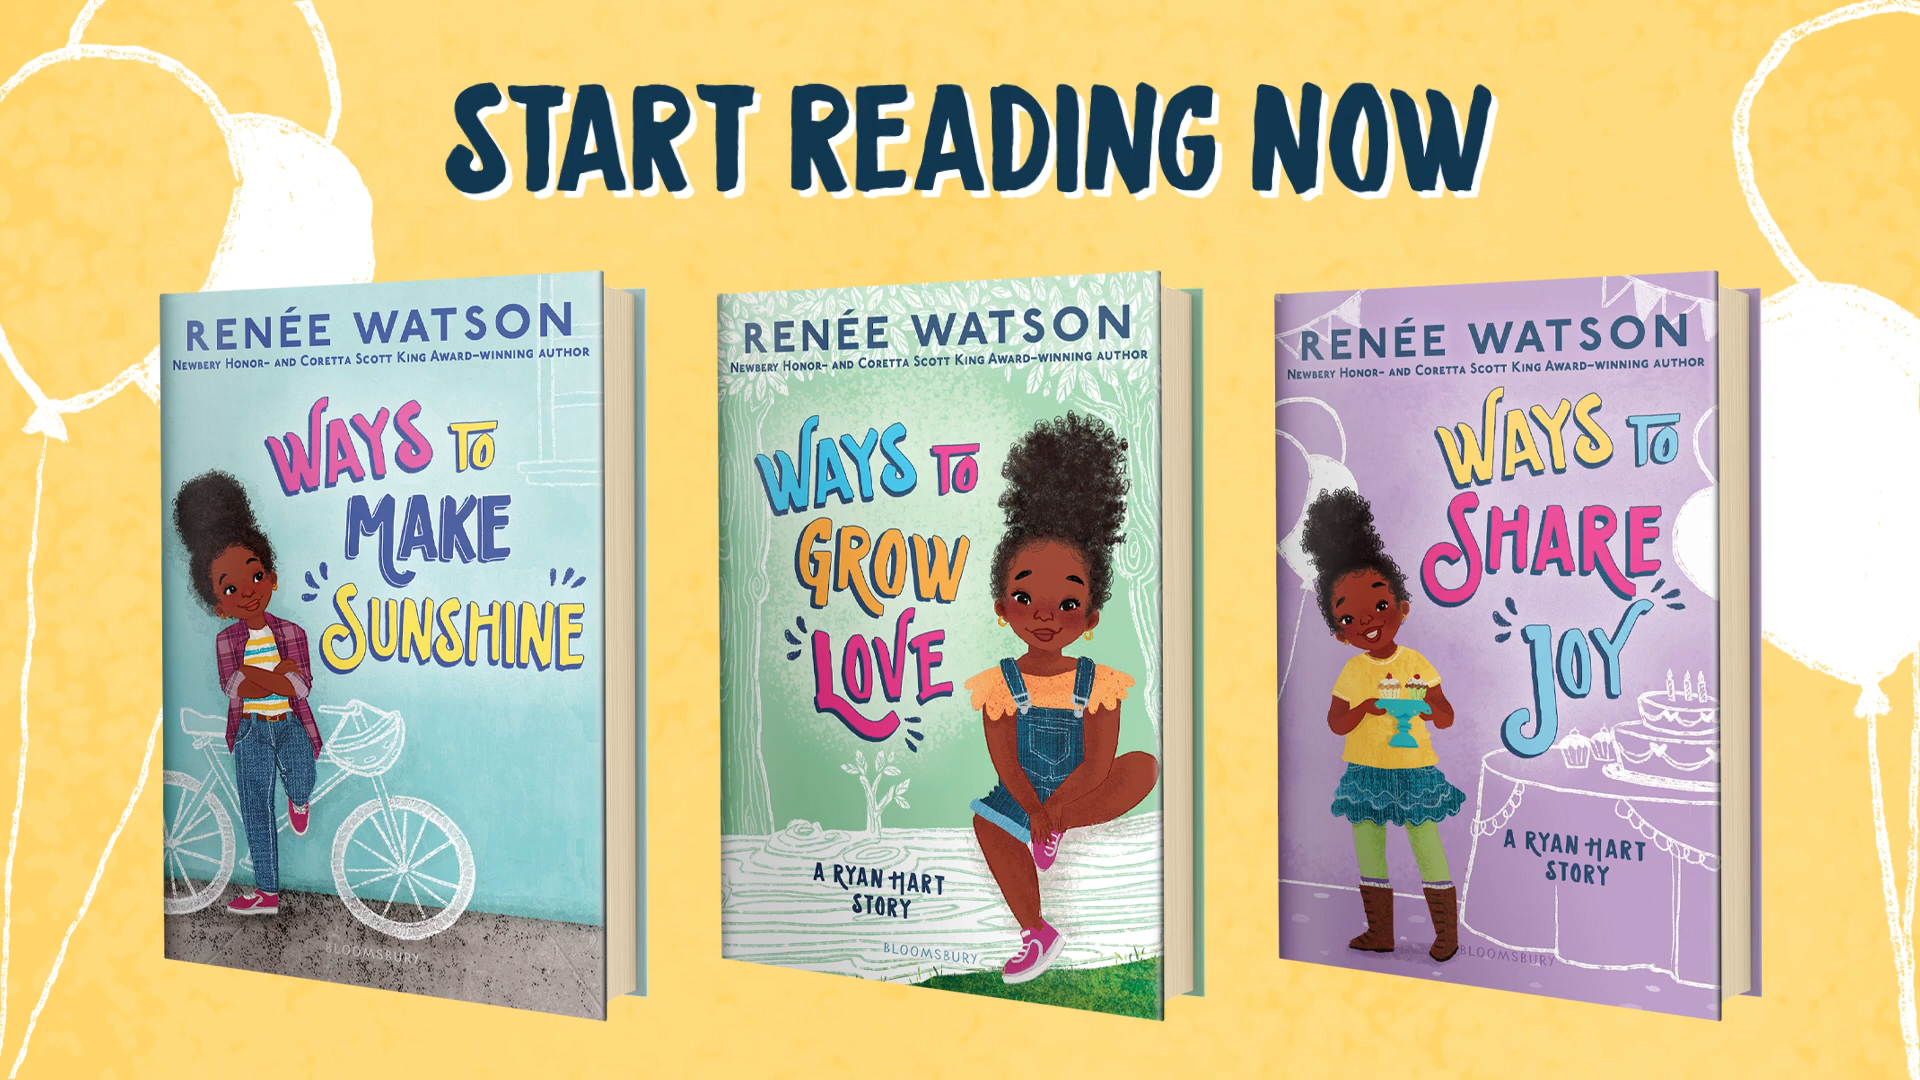 START READING NOW
RENÉE WATSON
NEWBERY HONOR- AND CORETTA SCOTT KING AWARD-WINNING AUTHOR
WAYS TO
MAKE
SUNSHINE
BLOOMSBURY
RENÉE WATSON
NEWBERY HONOR- AND CORETTA SCOTT KING AWARD-WINNING AUTHOR
WAYS TO
GROW
LOVE
A RYAN HART
STORY
BLOOMSBURY
RENÉE WATSON
NEWBERY HONOR- AND CORETTA SCOTT KING AWARD-WINNING AUTHOR
WAYS TO
SHARE
JOY
A RYAN HART
STORY
BLOOMSBURY